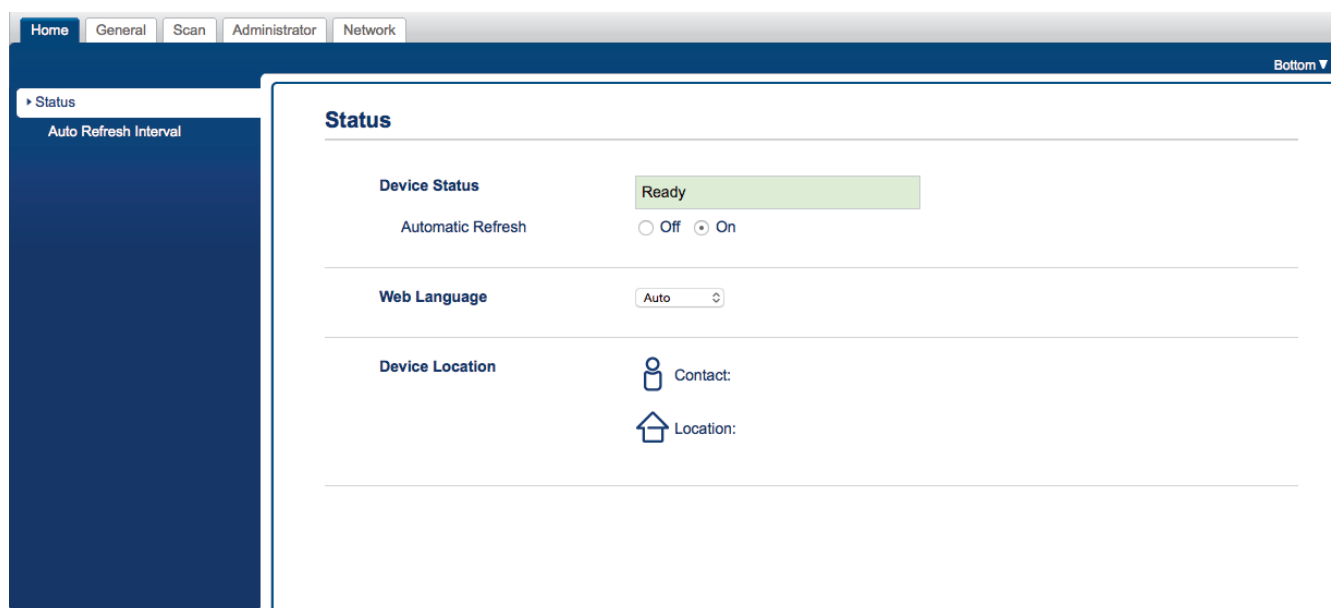 Home General Scan Administrator Network
Bottom ▼
Status
Auto Refresh Interval
Status
Device Status Ready
Automatic Refresh Off On
Web Language Auto
Device Location Contact:
Location: